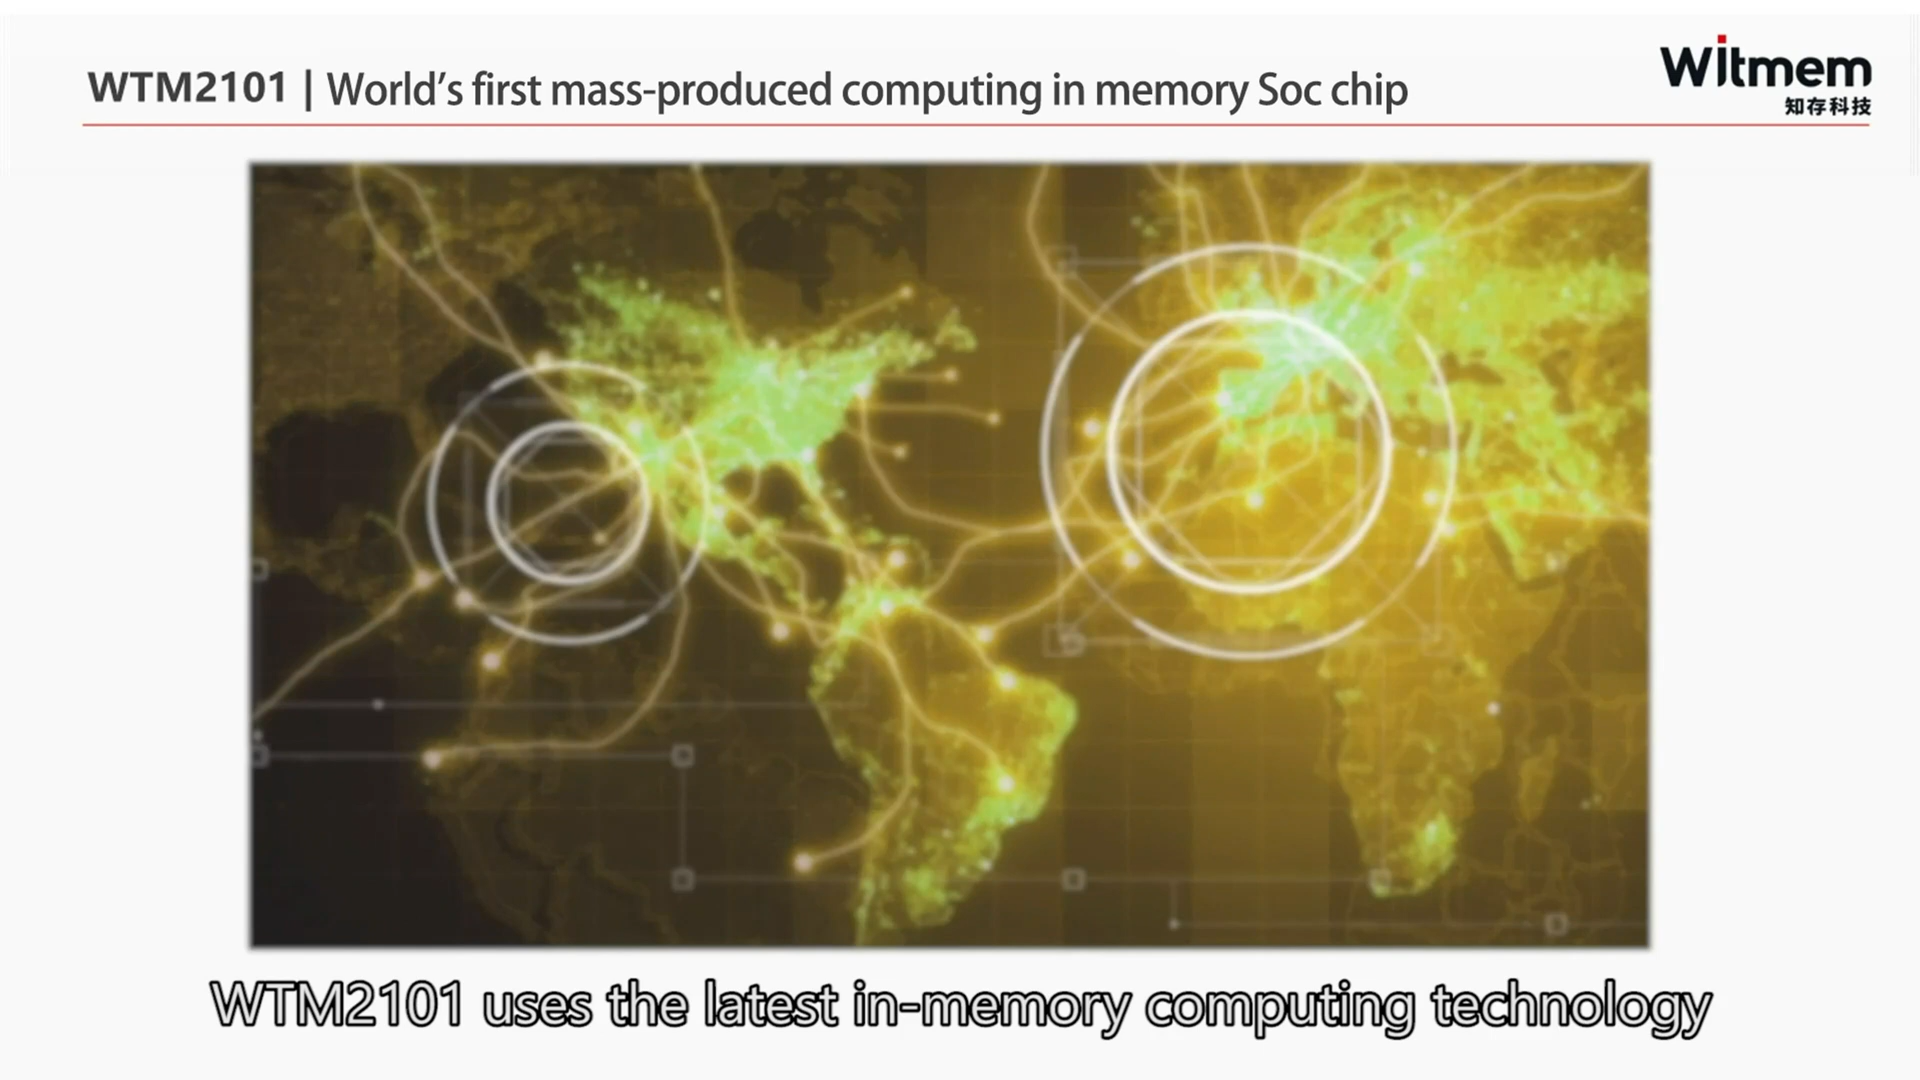 WTM2101 | World's first mass-produced computing in memory Soc chip
Witmem
知存科技
WTM2101 uses the latest in-memory computing technology